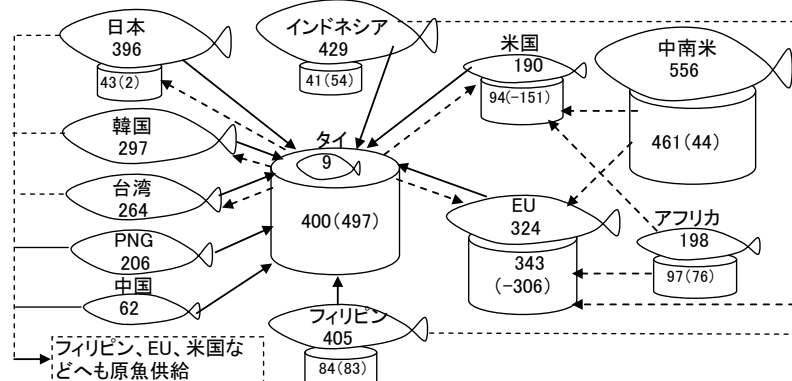 日本
396
43(2)
インドネシア
429
41(54)
米国
190
94(-151)
中南米
556
461(44)
韓国
297
タイ
9
400(497)
台湾
264
EU
324
343
(-306)
アフリカ
198
97(76)
PNG
206
中国
62
フィリピン
405
84(83)
フィリピン、EU、米国な
どへも原魚供給